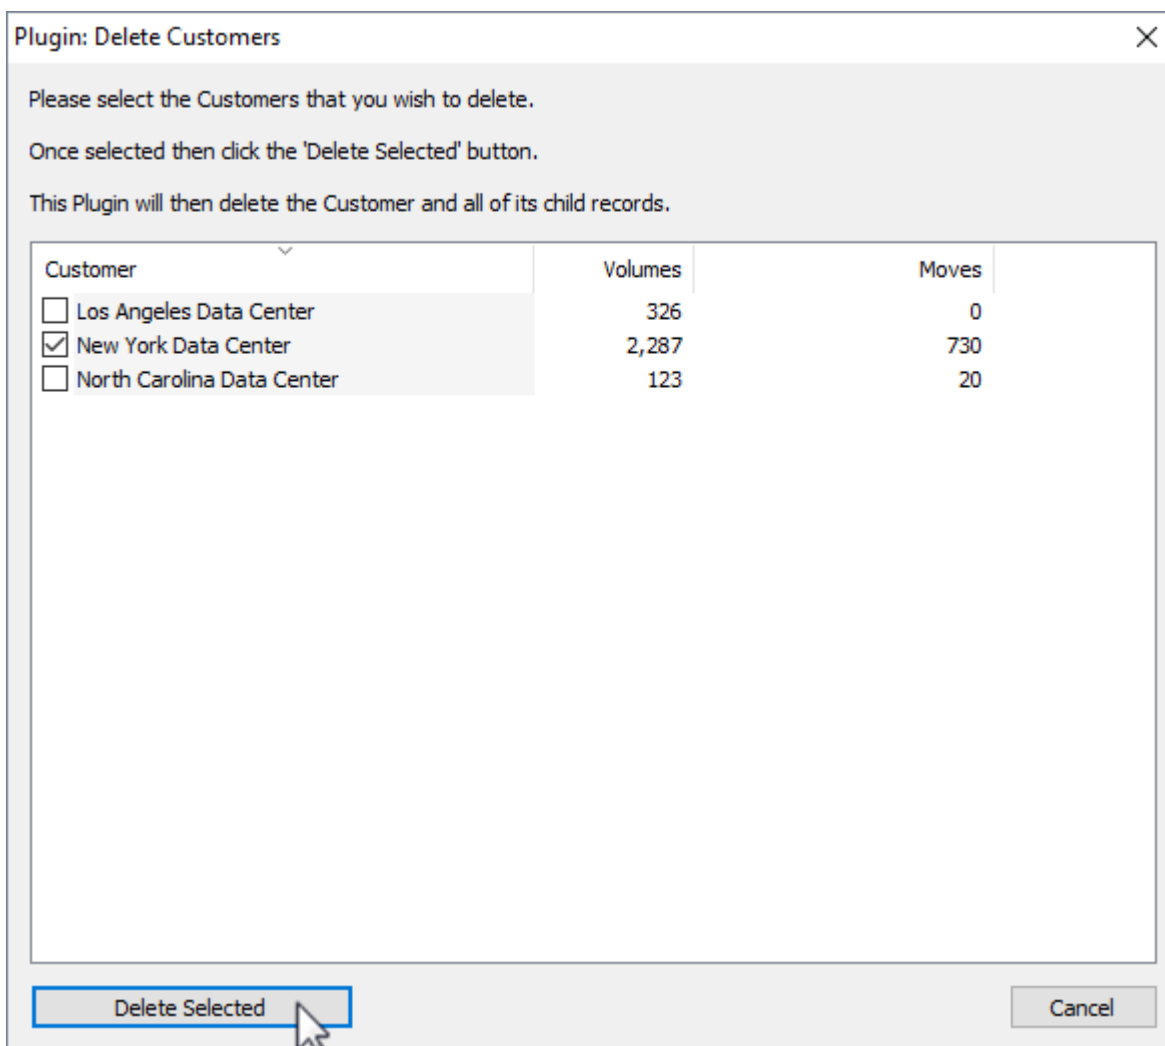 Plugin: Delete Customers
Please select the Customers that you wish to delete.
Once selected then click the 'Delete Selected' button.
This Plugin will then delete the Customer and all of its child records.
Customer Volumes Moves
Los Angeles Data Center 326 0
New York Data Center 2,287 730
North Carolina Data Center 123 20
Delete Selected Cancel